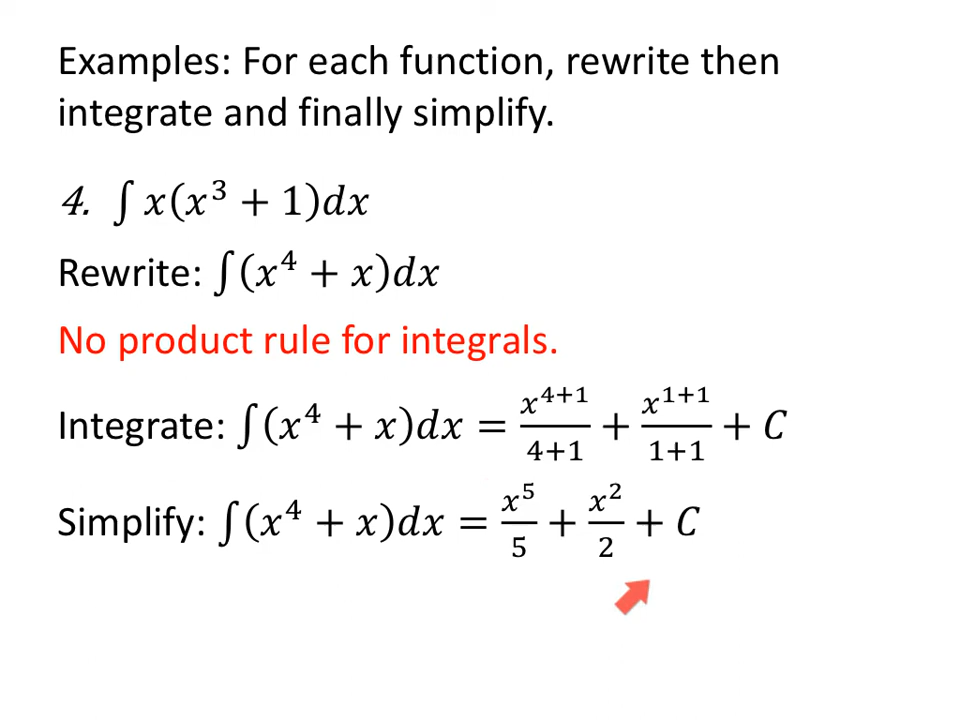 Examples: For each function, rewrite then
integrate and finally simplify.
4. ∫ x(x³ + 1)dx
Rewrite: ∫(x⁴ + x)dx
No product rule for integrals.
Integrate: ∫(x⁴ + x)dx = x⁴⁺¹/4+1 + x¹⁺¹/1+1 + C
Simplify: ∫(x⁴ + x)dx = x⁵/5 + x²/2 + C